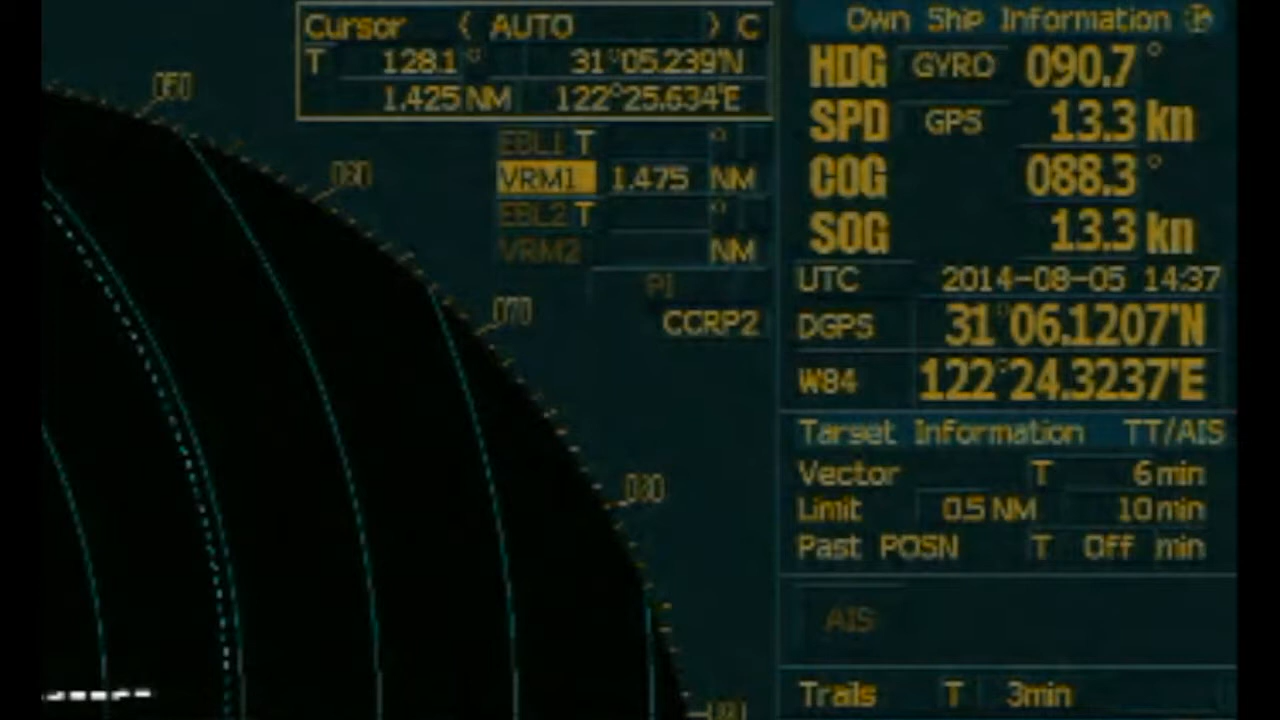 Cursor ( AUTO ) C
T 128.1 ° 31°05.239'N
1.425 NM 122°25.634'E
EBL1 T °
VRM1 1.475 NM
EBL2 T °
VRM2 NM
PI
CCRP2
050
060
070
080
090
Own Ship Information
HDG GYRO 090.7 °
SPD GPS 13.3 kn
COG 088.3 °
SOG 13.3 kn
UTC 2014-08-05 14:37
DGPS 31°06.1207'N
W84 122°24.3237'E
Target Information TT/AIS
Vector T 6 min
Limit 0.5 NM 10 min
Past POSN T Off min
AIS
Trails T 3min